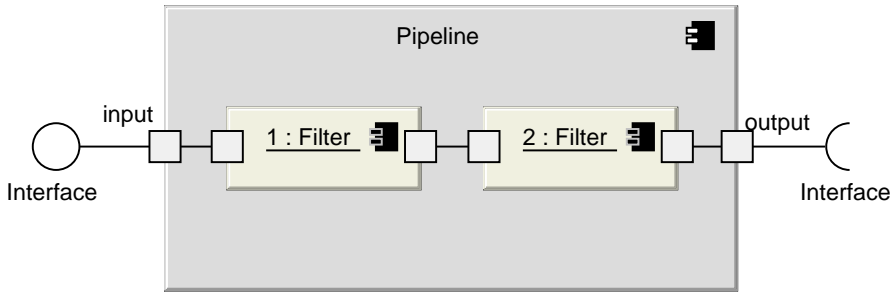 Pipeline
input
1 : Filter
2 : Filter
output
Interface
Interface